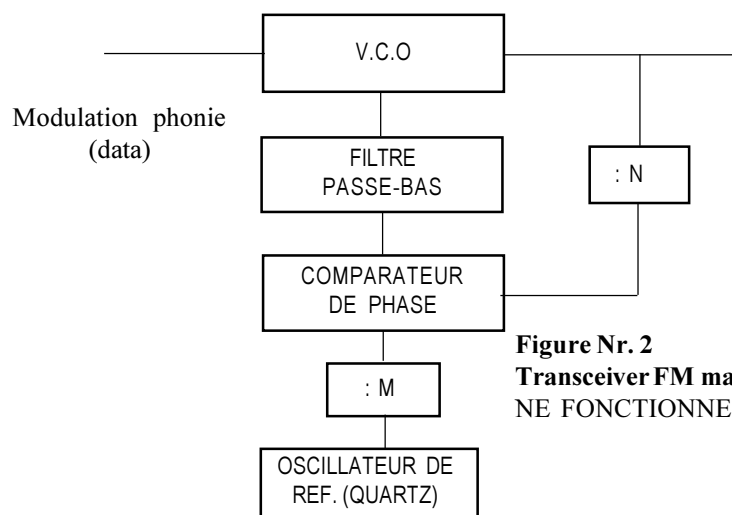 V.C.O
Modulation phonie
(data)
FILTRE
PASSE-BAS
: N
COMPARATEUR
DE PHASE
Figure Nr. 2
Transceiver FM ma
NE FONCTIONNE
: M
OSCILLATEUR DE
REF. (QUARTZ)